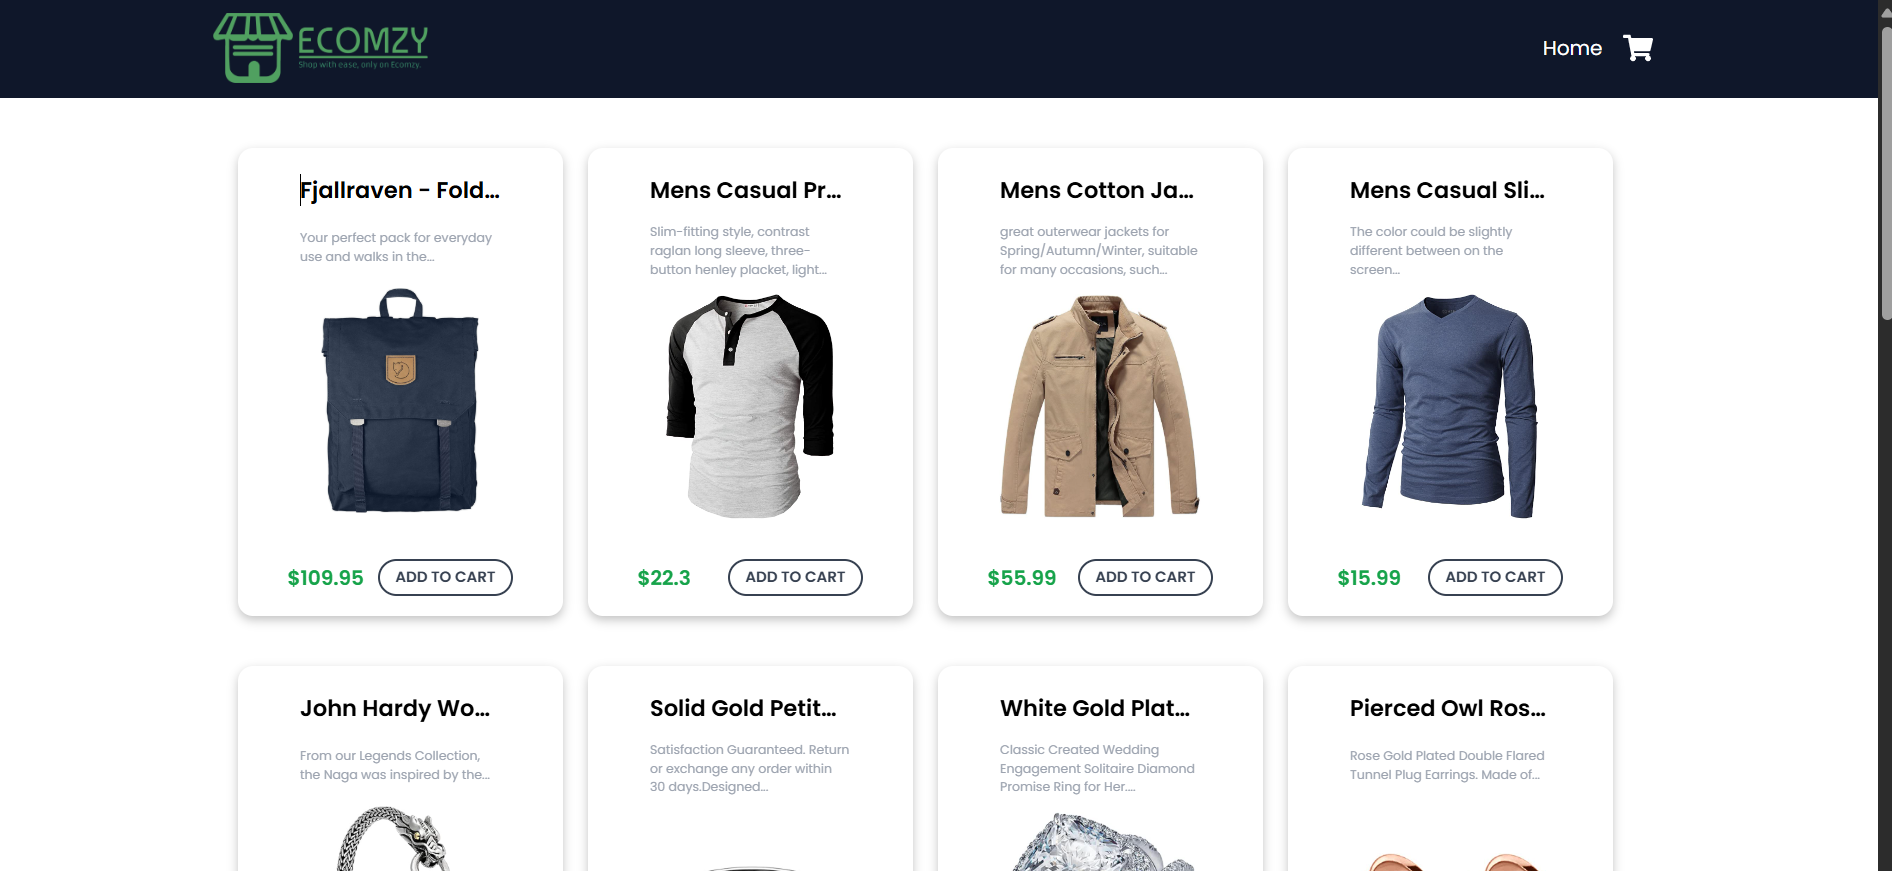 ECOMZY
Shop with ease, only on Ecomzy.
Home
Fjallraven - Fold...
Your perfect pack for everyday
use and walks in the...
$109.95
ADD TO CART
Mens Casual Pr...
Slim-fitting style, contrast
raglan long sleeve, three-
button henley placket, light...
$22.3
ADD TO CART
Mens Cotton Ja...
great outerwear jackets for
Spring/Autumn/Winter, suitable
for many occasions, such...
$55.99
ADD TO CART
Mens Casual Sli...
The color could be slightly
different between on the
screen...
$15.99
ADD TO CART
John Hardy Wo...
From our Legends Collection,
the Naga was inspired by the...
Solid Gold Petit...
Satisfaction Guaranteed. Return
or exchange any order within
30 days.Designed...
White Gold Plat...
Classic Created Wedding
Engagement Solitaire Diamond
Promise Ring for Her....
Pierced Owl Ros...
Rose Gold Plated Double Flared
Tunnel Plug Earrings. Made of...